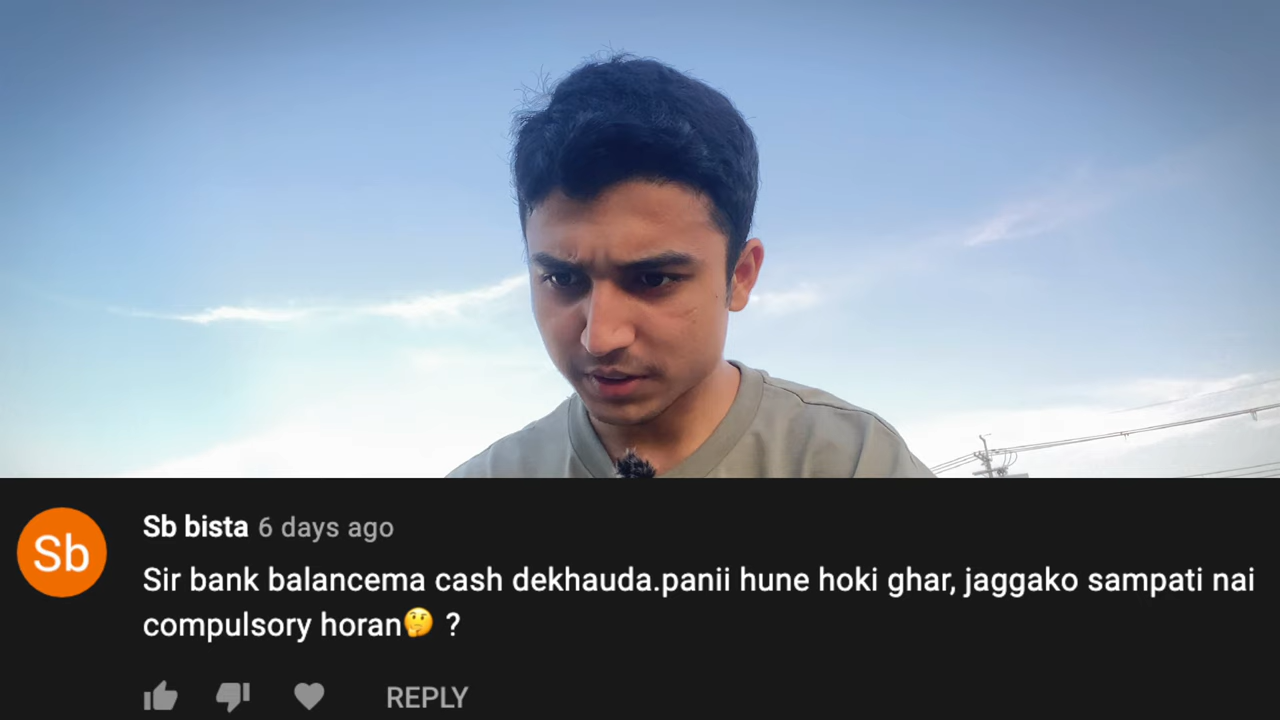 Sb
Sb bista 6 days ago
Sir bank balancema cash dekhauda.panii hune hoki ghar, jaggako sampati nai
compulsory horan🤔 ?
REPLY